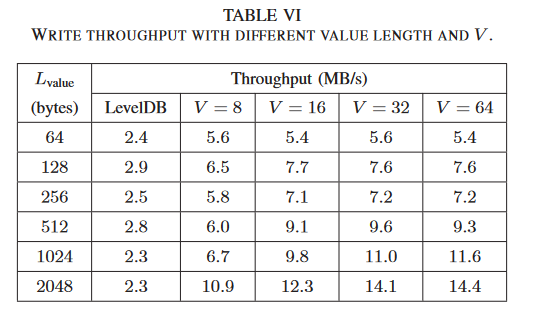 TABLE VI
WRITE THROUGHPUT WITH DIFFERENT VALUE LENGTH AND V.
Lvalue (bytes) Throughput (MB/s)
LevelDB V = 8 V = 16 V = 32 V = 64
64 2.4 5.6 5.4 5.6 5.4
128 2.9 6.5 7.7 7.6 7.6
256 2.5 5.8 7.1 7.2 7.2
512 2.8 6.0 9.1 9.6 9.3
1024 2.3 6.7 9.8 11.0 11.6
2048 2.3 10.9 12.3 14.1 14.4